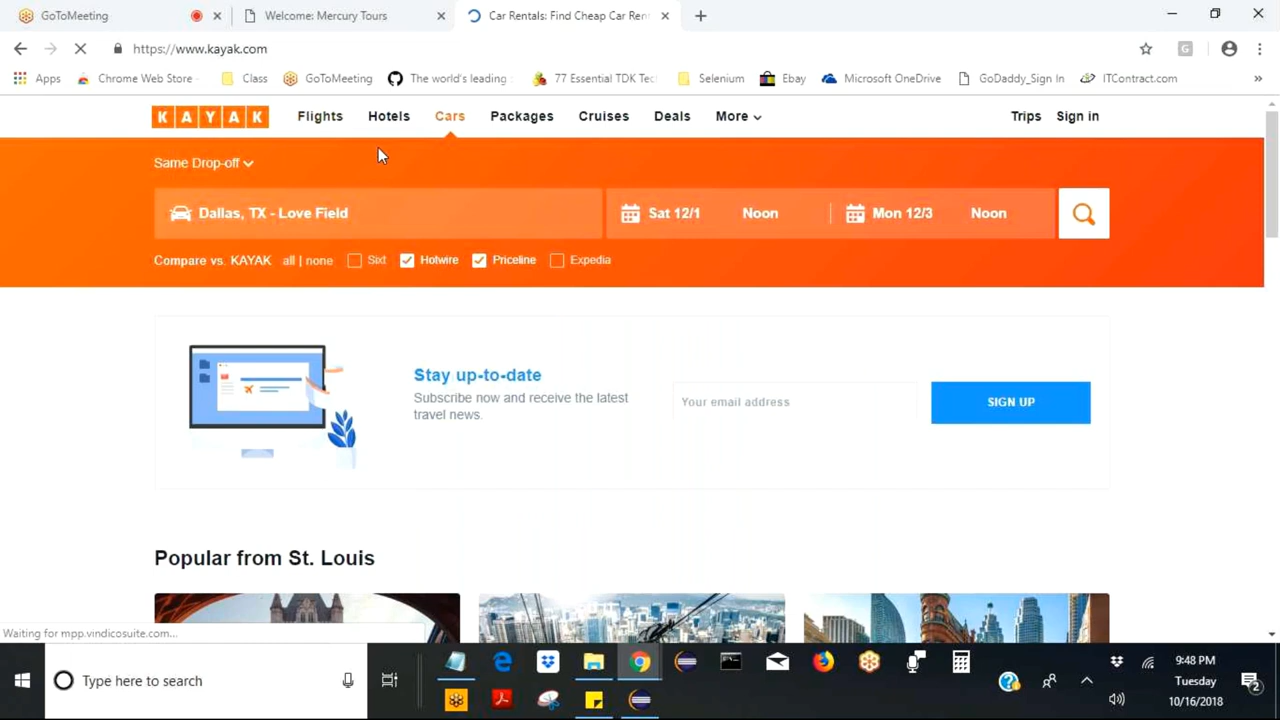 GoToMeeting
Welcome: Mercury Tours
Car Rentals: Find Cheap Car Ren
https://www.kayak.com
Apps
Chrome Web Store
Class
GoToMeeting
The world's leading
77 Essential TDK Tec
Selenium
Ebay
Microsoft OneDrive
GoDaddy_Sign In
ITContract.com
»
KAYAK
Flights
Hotels
Cars
Packages
Cruises
Deals
More
Trips
Sign in
Same Drop-off
Dallas, TX - Love Field
Sat 12/1
Noon
Mon 12/3
Noon
Compare vs. KAYAK
all | none
Sixt
Hotwire
Priceline
Expedia
Stay up-to-date
Subscribe now and receive the latest
travel news.
Your email address
SIGN UP
Popular from St. Louis
Waiting for mpp.vindicosuite.com...
Type here to search
9:48 PM
Tuesday
10/16/2018
2